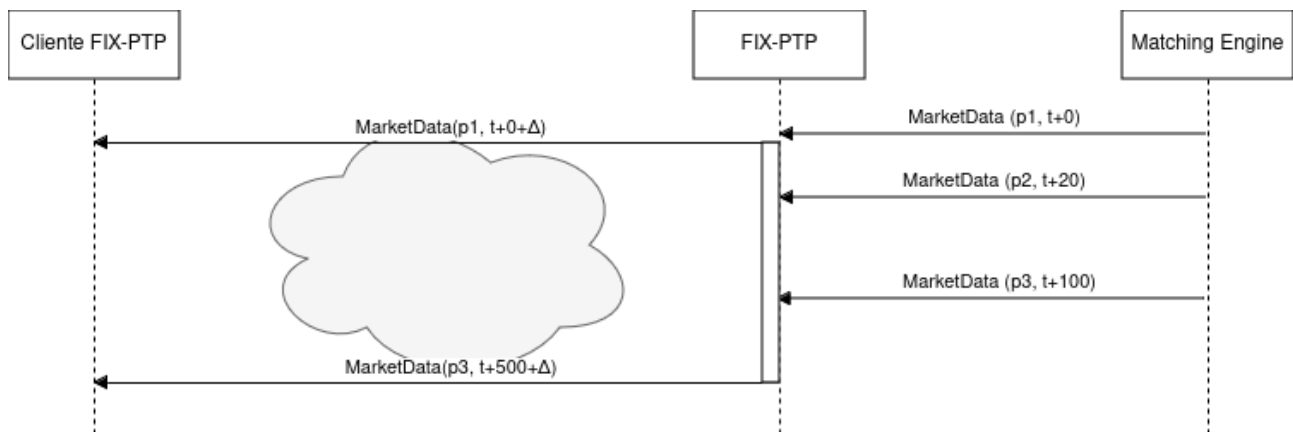 Cliente FIX-PTP
FIX-PTP
Matching Engine
MarketData (p1, t+0)
MarketData(p1, t+0+Δ)
MarketData (p2, t+20)
MarketData (p3, t+100)
MarketData(p3, t+500+Δ)